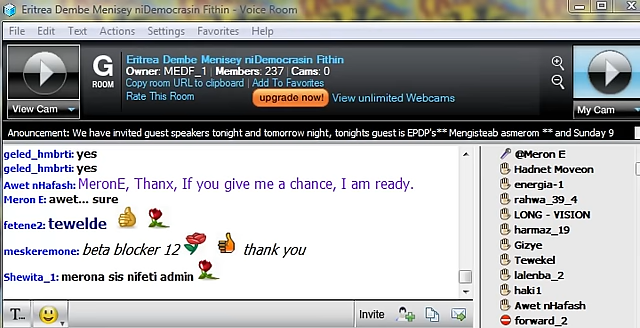 Eritrea Dembe Menisey niDemocrasin Fithin - Voice Room
File Edit Text Actions Settings Favorites Help
G
ROOM
Eritrea Dembe Menisey niDemocrasin Fithin
Owner: MEDF_1 | Members: 237 | Cams: 0
Copy room URL to clipboard | Add To Favorites
Rate This Room
upgrade now! View unlimited Webcams
View Cam
My Cam
Anouncement: We have invited guest speakers tonight and tomorrow night, tonights guest is EPDP's** Mengisteab asmerom ** and Sunday 9
geled_hmbrti: yes
geled_hmbrti: yes
Awet nHafash: MeronE, Thanx, If you give me a chance, I am ready.
Meron E: awet... sure
fetene2: tewelde
meskeremone: beta blocker 12 thank you
Shewita_1: merona sis nifeti admin
@Meron E
Hadnet Moveon
energia-1
rahwa_39_4
LONG - VISION
harmaz_19
Gizye
Tewekel
lalenba_2
haki1
Awet nHafash
forward_2
T... Invite